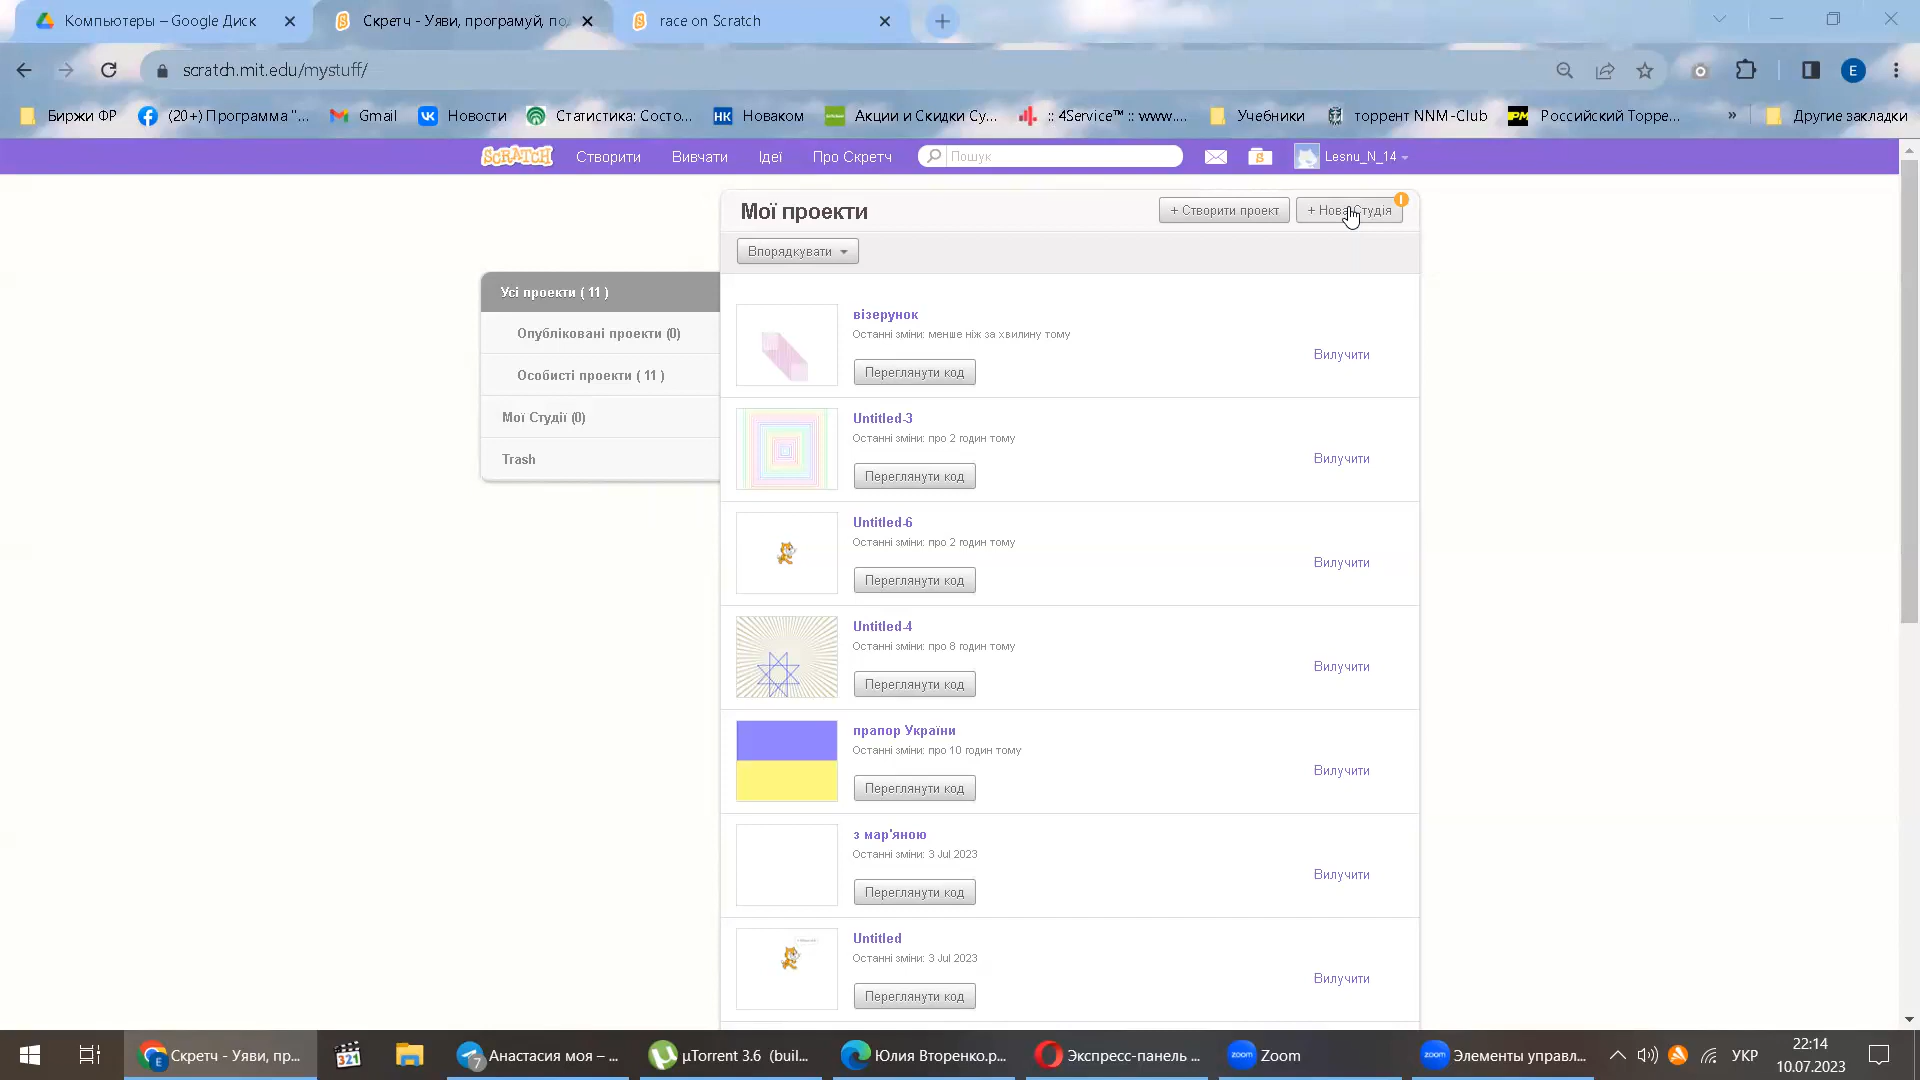 Компьютеры – Google Диск
Скретч - Уяви, програмуй, по
race on Scratch
scratch.mit.edu/mystuff/
E
Биржи ФР
(20+) Программа "...
Gmail
Новости
Статистика: Состо...
НК Новаком
Акции и Скидки Су...
:: 4Service™ :: www....
Учебники
торрент NNM-Club
Российский Торре...
»
Другие закладки
SCRATCH
Створити
Вивчати
Ідеї
Про Скретч
Пошук
Lesnu_N_14
Мої проекти
+ Створити проект
+ Нова Студія
Впорядкувати
Усі проекти ( 11 )
Опубліковані проекти (0)
Особисті проекти ( 11 )
Мої Студії (0)
Trash
візерунок
Останні зміни: менше ніж за хвилину тому
Переглянути код
Вилучити
Untitled-3
Останні зміни: про 2 годин тому
Переглянути код
Вилучити
Untitled-6
Останні зміни: про 2 годин тому
Переглянути код
Вилучити
Untitled-4
Останні зміни: про 8 годин тому
Переглянути код
Вилучити
прапор України
Останні зміни: про 10 годин тому
Переглянути код
Вилучити
з мар'яною
Останні зміни: 3 Jul 2023
Переглянути код
Вилучити
Untitled
Останні зміни: 3 Jul 2023
Переглянути код
Вилучити
Скретч - Уяви, пр...
321
7
Анастасия моя – ...
µTorrent 3.6 (buil...
Юлия Вторенко.p...
Экспресс-панель ...
zoom Zoom
zoom Элементы управл...
УКР
22:14
10.07.2023